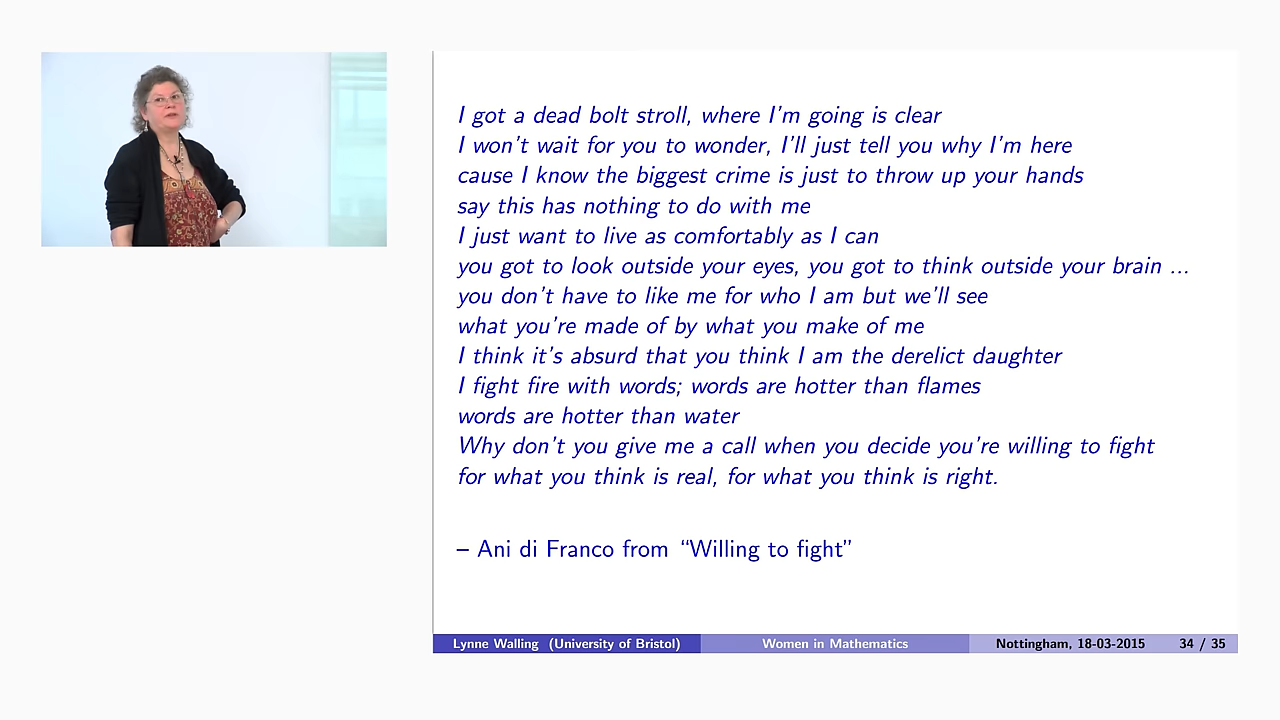 I got a dead bolt stroll, where I'm going is clear
I won't wait for you to wonder, I'll just tell you why I'm here
cause I know the biggest crime is just to throw up your hands
say this has nothing to do with me
I just want to live as comfortably as I can
you got to look outside your eyes, you got to think outside your brain ...
you don't have to like me for who I am but we'll see
what you're made of by what you make of me
I think it's absurd that you think I am the derelict daughter
I fight fire with words; words are hotter than flames
words are hotter than water
Why don't you give me a call when you decide you're willing to fight
for what you think is real, for what you think is right.
– Ani di Franco from “Willing to fight”
Lynne Walling (University of Bristol) Women in Mathematics Nottingham, 18-03-2015 34 / 35